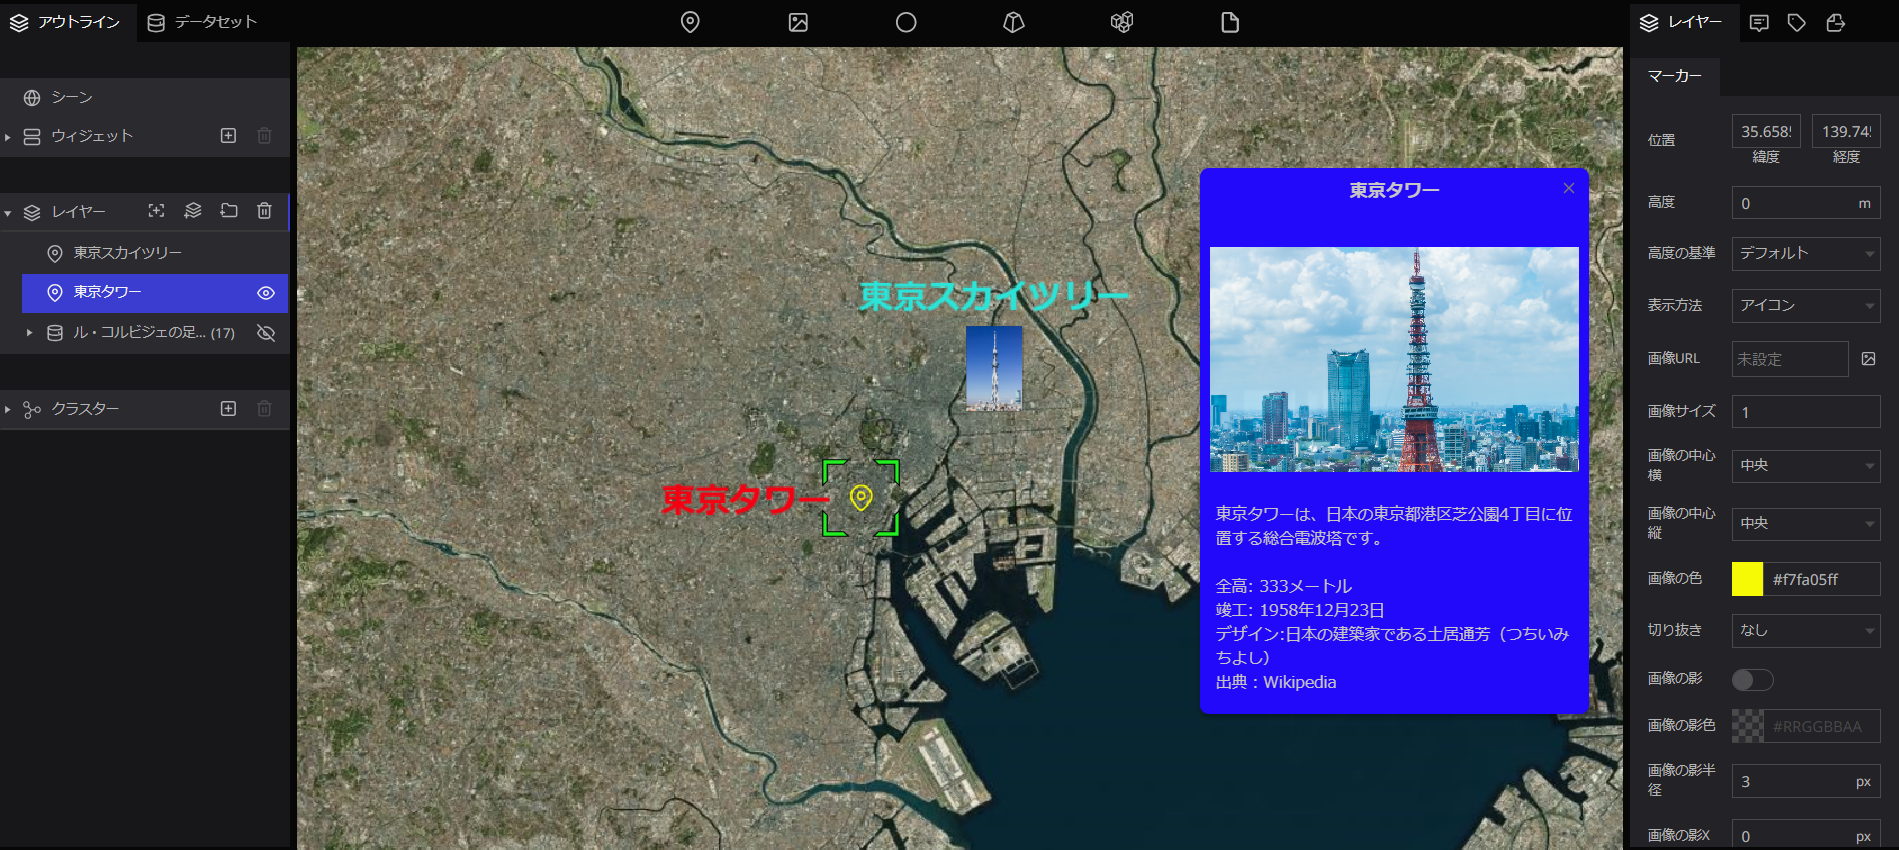 アウトライン
データセット
シーン
ウィジェット
レイヤー
東京スカイツリー
東京タワー
ル・コルビジェの足... (17)
クラスター
東京スカイツリー
東京タワー
東京タワー
東京タワーは、日本の東京都港区芝公園4丁目に位
置する総合電波塔です。
全高: 333メートル
竣工: 1958年12月23日
デザイン:日本の建築家である土居通芳（つちいみ
ちよし）
出典：Wikipedia
レイヤー
マーカー
位置
35.658
139.745
緯度
経度
高度
0 m
高度の基準
デフォルト
表示方法
アイコン
画像URL
未設定
画像サイズ
1
画像の中心
横
中央
画像の中心
縦
中央
画像の色
#f7fa05ff
切り抜き
なし
画像の影
画像の影色
#RRGGBBAA
画像の影半
径
3 px
画像の影X
0 px